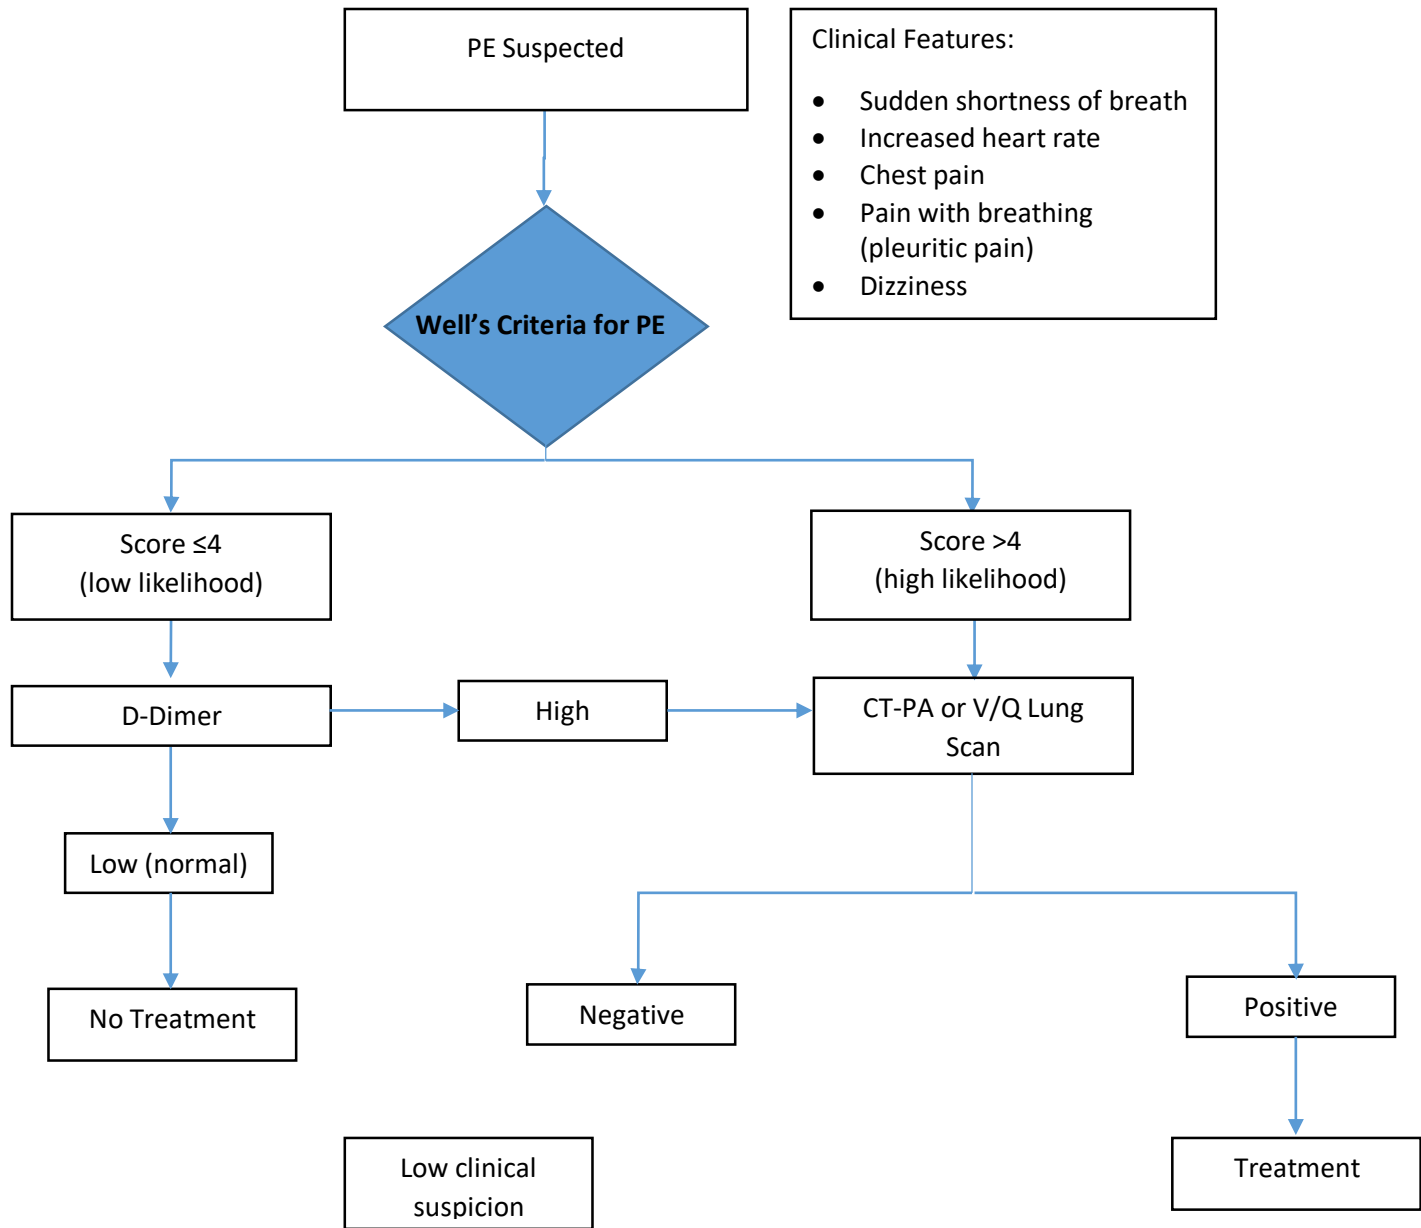 PE Suspected
Clinical Features:
• Sudden shortness of breath
• Increased heart rate
• Chest pain
• Pain with breathing
(pleuritic pain)
• Dizziness
Well’s Criteria for PE
Score ≤4
(low likelihood)
Score >4
(high likelihood)
D-Dimer
High
CT-PA or V/Q Lung
Scan
Low (normal)
No Treatment
Negative
Positive
Low clinical
suspicion
Treatment